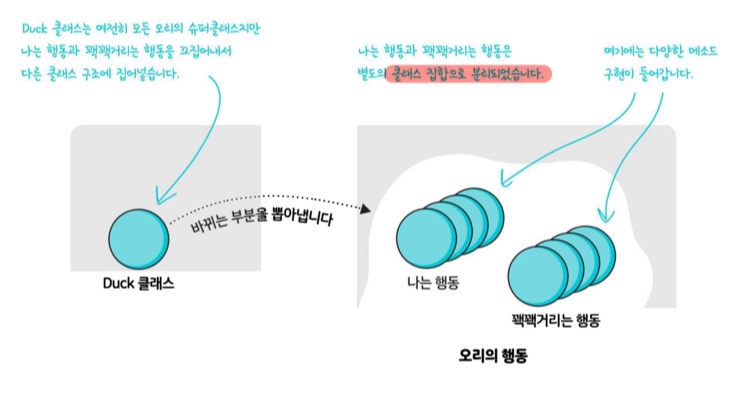 Duck 클래스는 여전히 모든 오리의 슈퍼클래스지만
나는 행동과 꽥꽥거리는 행동을 끄집어내서
다른 클래스 구조에 집어넣습니다.
나는 행동과 꽥꽥거리는 행동은
별도의 클래스 집합으로 분리되었습니다.
여기에는 다양한 메소드
구현이 들어갑니다.
바뀌는 부분을 뽑아냅니다
Duck 클래스
나는 행동
꽥꽥거리는 행동
오리의 행동